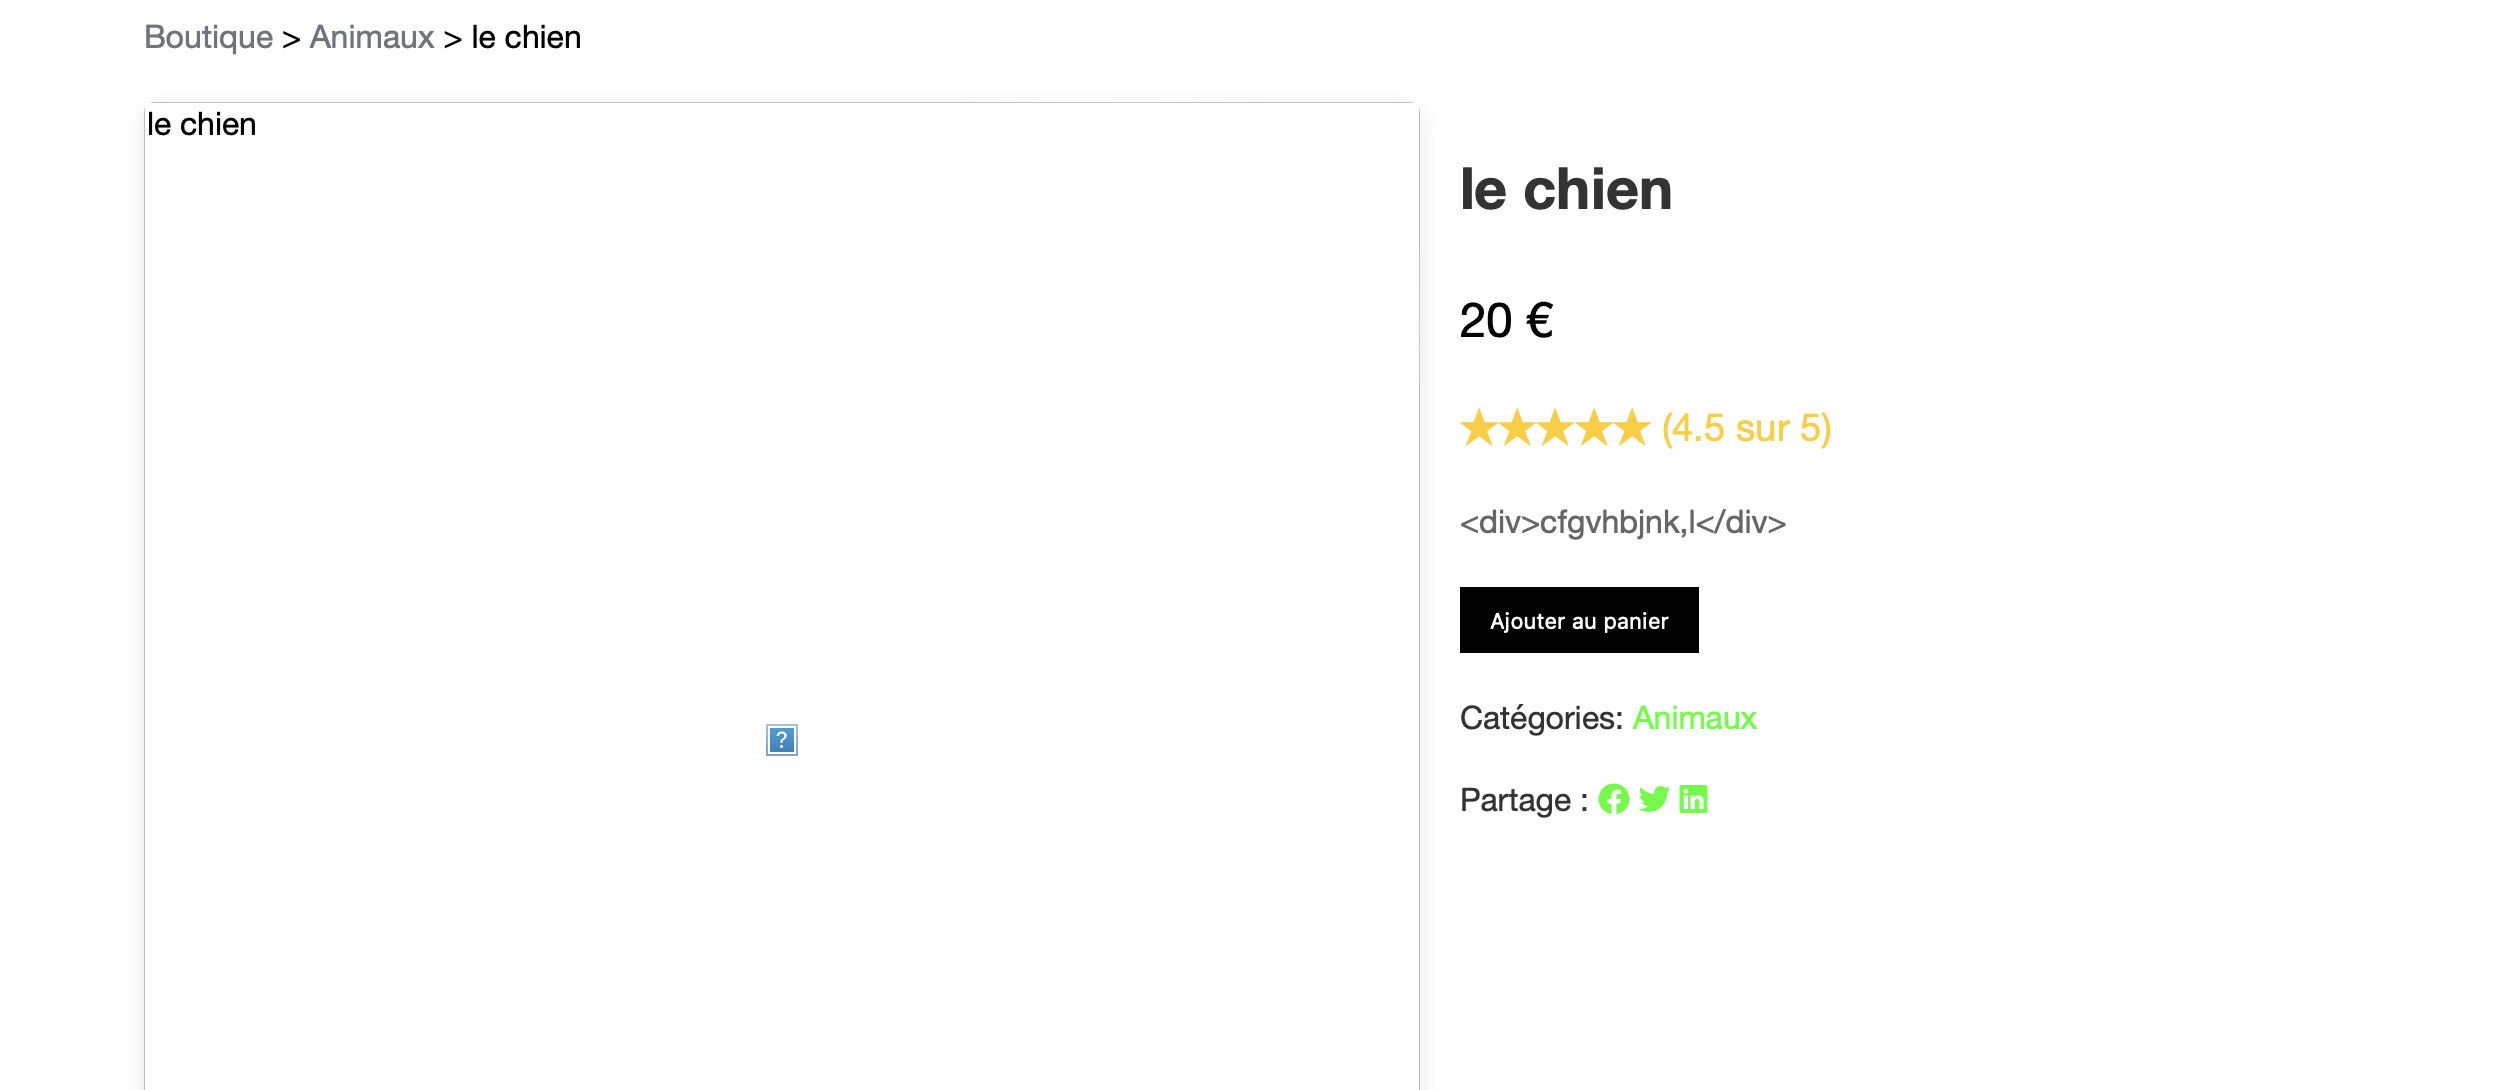 Boutique > Animaux > le chien
le chien
le chien
20 €
★★★★★ (4.5 sur 5)
<div>cfgvhbjnk,l</div>
Ajouter au panier
Catégories: Animaux
Partage :